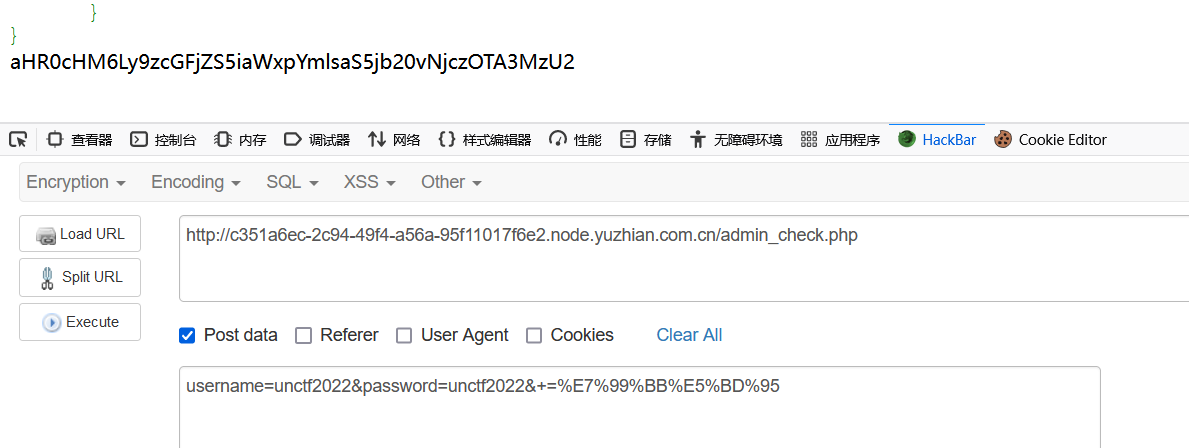 }
}
aHR0cHM6Ly9zcGFjZS5iaWxpYmlsaS5jb20vNjczOTA3MzU2
查看器 控制台 内存 调试器 网络 {} 样式编辑器 性能 存储 无障碍环境 应用程序 HackBar Cookie Editor
Encryption Encoding SQL XSS Other
Load URL
http://c351a6ec-2c94-49f4-a56a-95f11017f6e2.node.yuzhian.com.cn/admin_check.php
Split URL
Execute
Post data Referer User Agent Cookies Clear All
username=unctf2022&password=unctf2022&+=%E7%99%BB%E5%BD%95